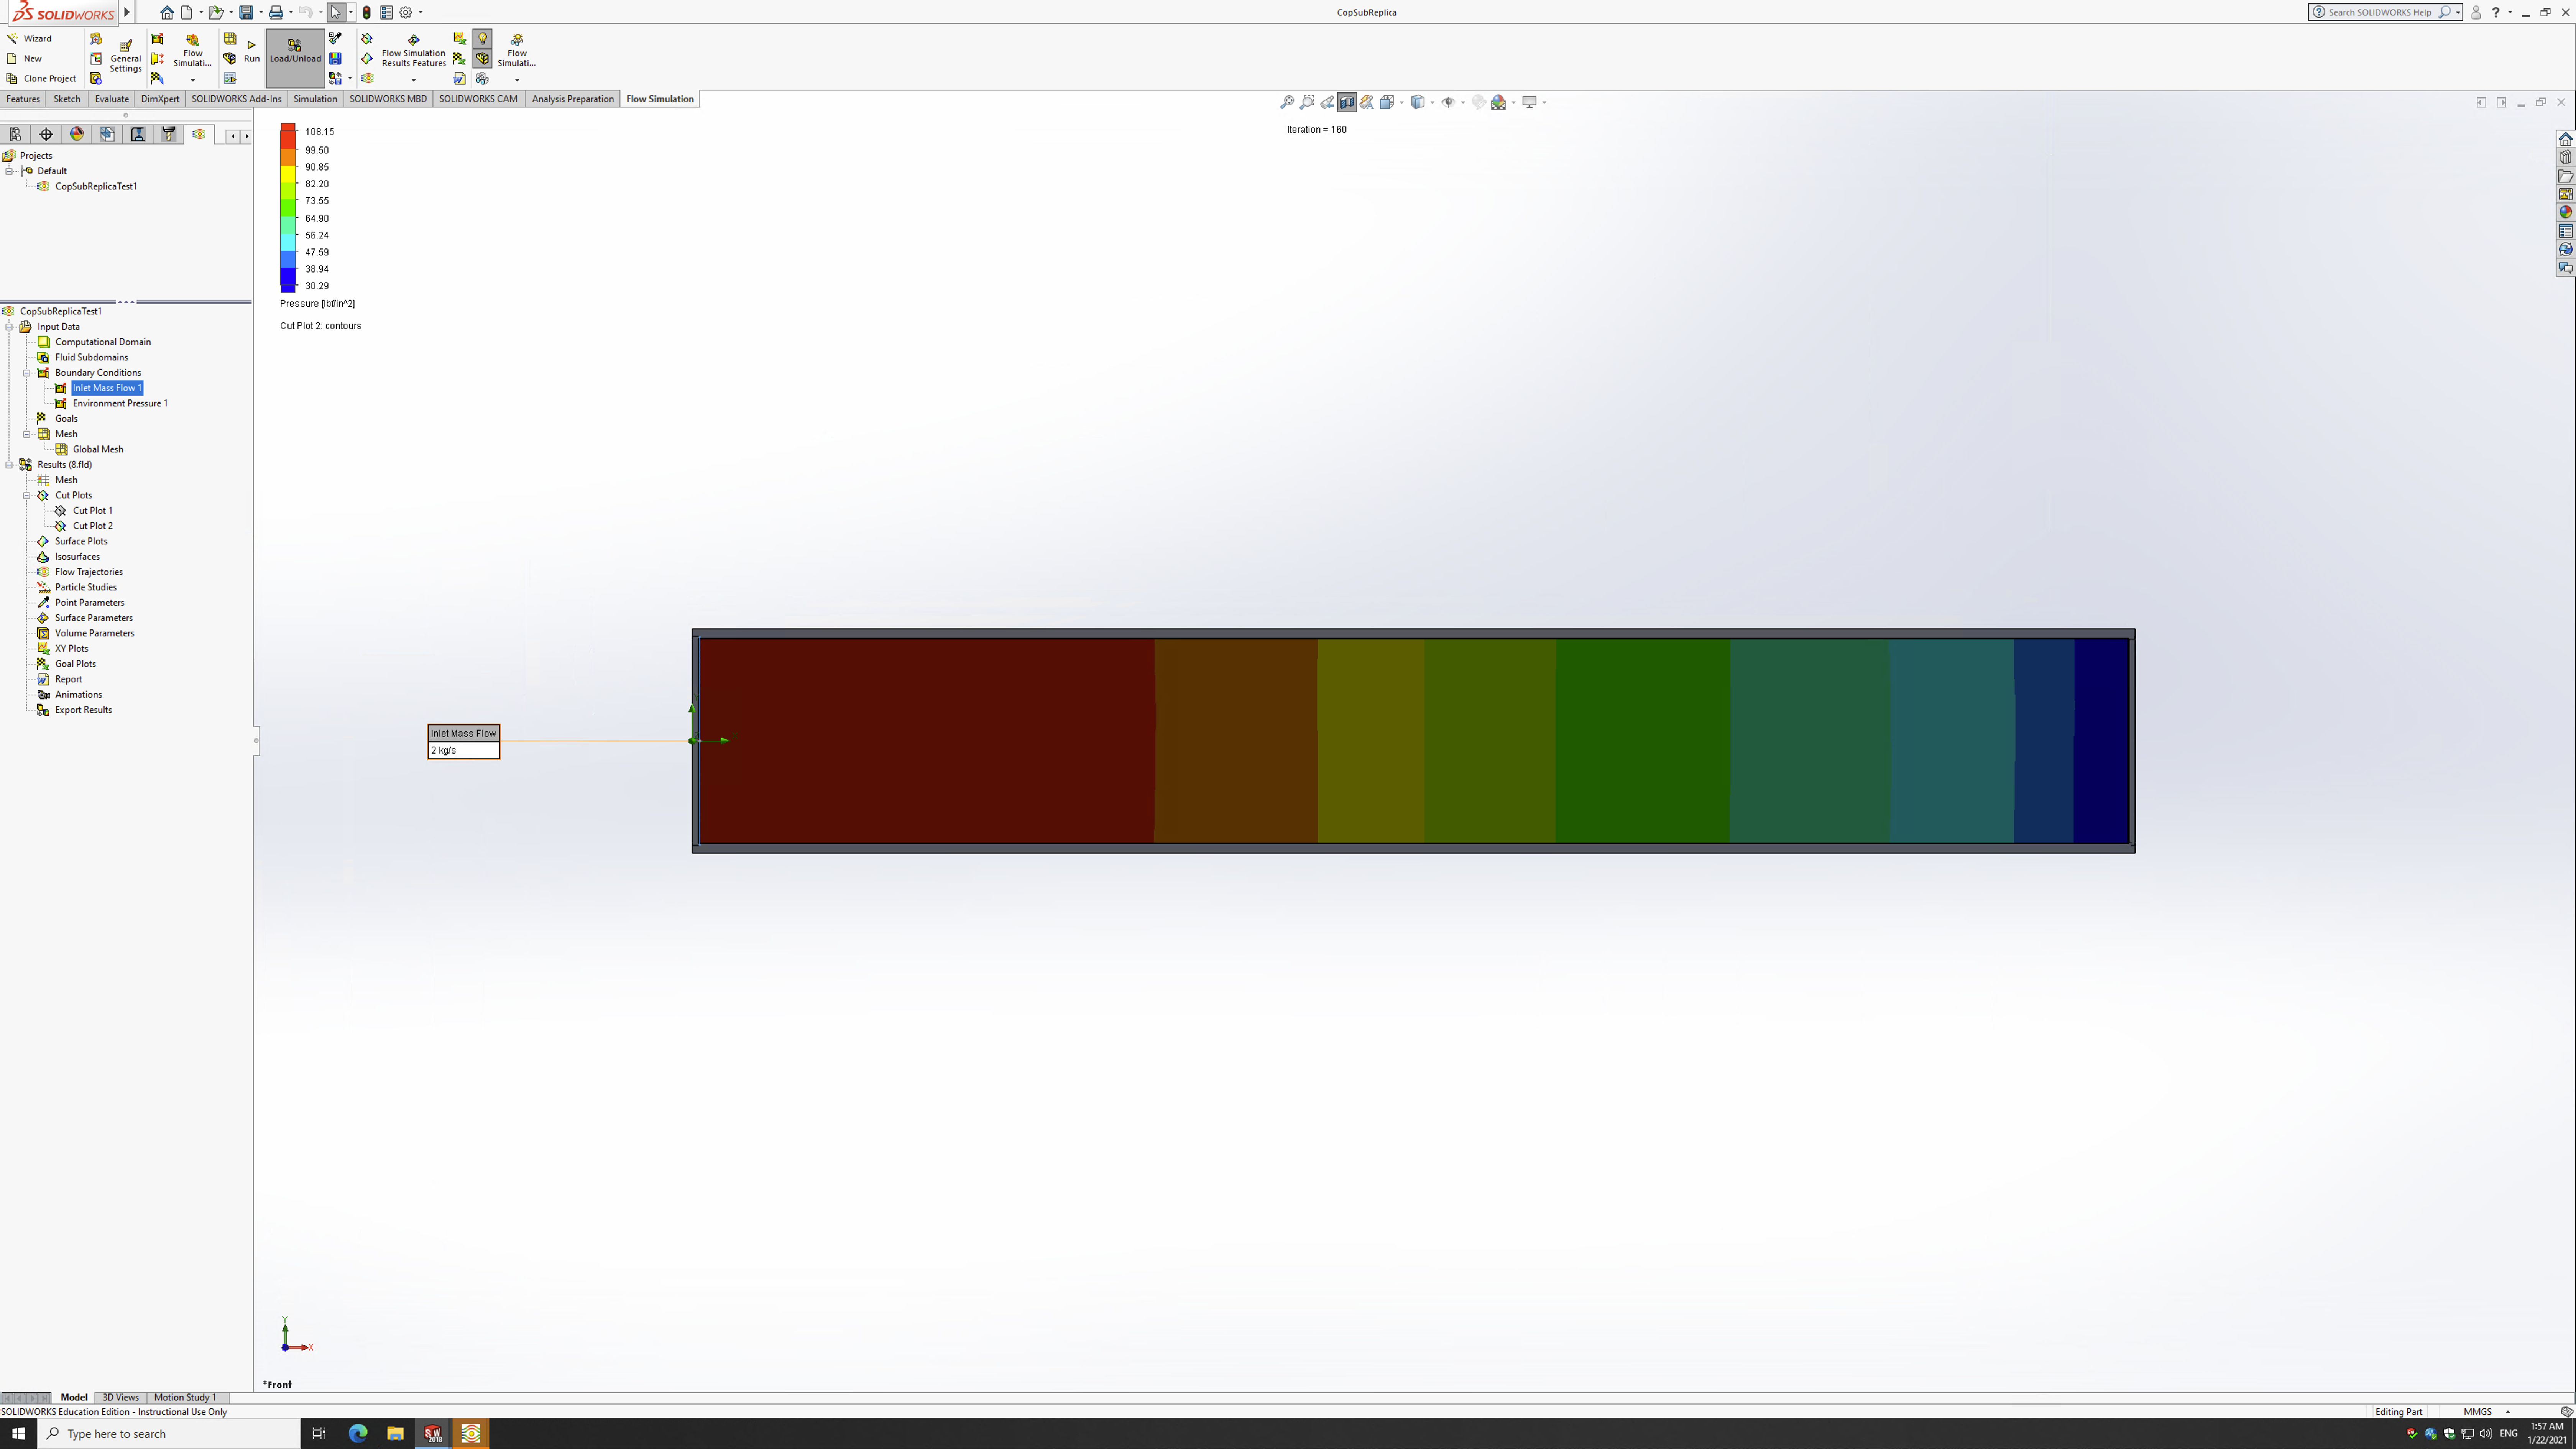 SOLIDWORKS
CopSubReplica
Search SOLIDWORKS Help
?
Wizard
New
Clone Project
General Settings
Flow Simulati...
Run
Load/Unload
Flow Simulation Results Features
Flow Simulati...
Features
Sketch
Evaluate
DimXpert
SOLIDWORKS Add-Ins
Simulation
SOLIDWORKS MBD
SOLIDWORKS CAM
Analysis Preparation
Flow Simulation
Projects
Default
CopSubReplicaTest1
CopSubReplicaTest1
Input Data
Computational Domain
Fluid Subdomains
Boundary Conditions
Inlet Mass Flow 1
Environment Pressure 1
Goals
Mesh
Global Mesh
Results (8.fld)
Mesh
Cut Plots
Cut Plot 1
Cut Plot 2
Surface Plots
Isosurfaces
Flow Trajectories
Particle Studies
Point Parameters
Surface Parameters
Volume Parameters
XY Plots
Goal Plots
Report
Animations
Export Results
108.15
99.50
90.85
82.20
73.55
64.90
56.24
47.59
38.94
30.29
Pressure [lbf/in^2]
Cut Plot 2: contours
Iteration = 160
Inlet Mass Flow
2 kg/s
Y
X
*Front
Model
3D Views
Motion Study 1
SOLIDWORKS Education Edition - Instructional Use Only
Editing Part
MMGS
Type here to search
SW
2018
ENG
1:57 AM
1/22/2021